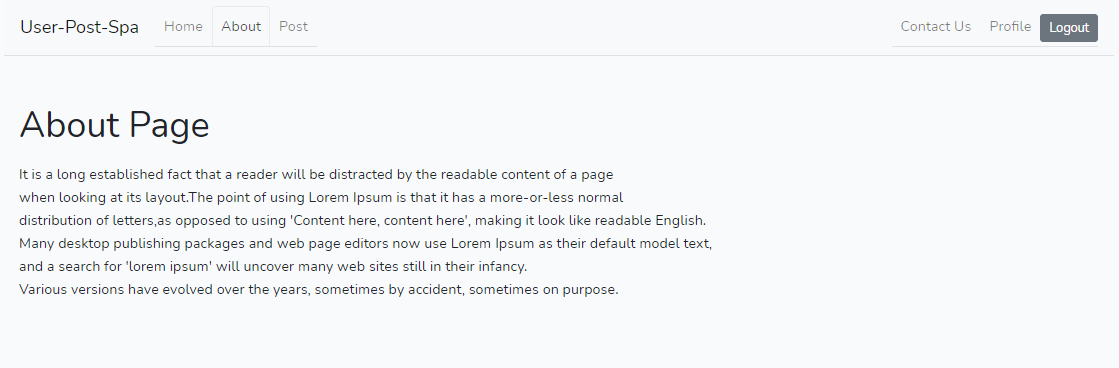 User-Post-Spa Home About Post Contact Us Profile Logout
About Page
It is a long established fact that a reader will be distracted by the readable content of a page
when looking at its layout.The point of using Lorem Ipsum is that it has a more-or-less normal
distribution of letters,as opposed to using 'Content here, content here', making it look like readable English.
Many desktop publishing packages and web page editors now use Lorem Ipsum as their default model text,
and a search for 'lorem ipsum' will uncover many web sites still in their infancy.
Various versions have evolved over the years, sometimes by accident, sometimes on purpose.